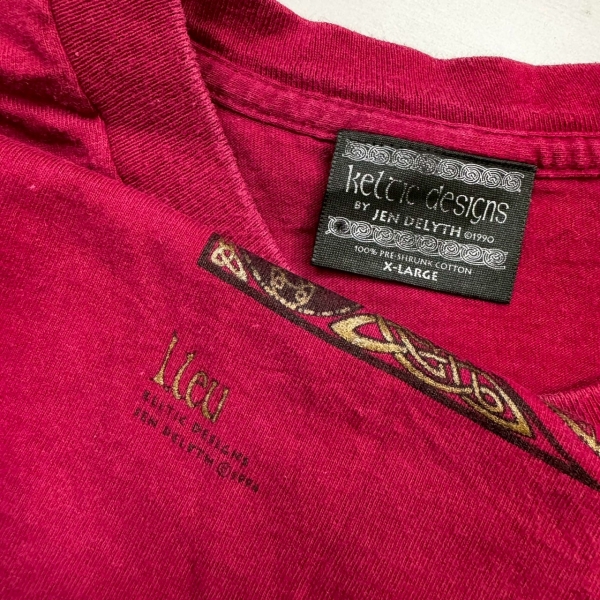 keltic designs
BY JEN DELYTH ©1990
100% PRE-SHRUNK COTTON
X-LARGE
Lleu
KELTIC DESIGNS
JEN DELYTH ©1990